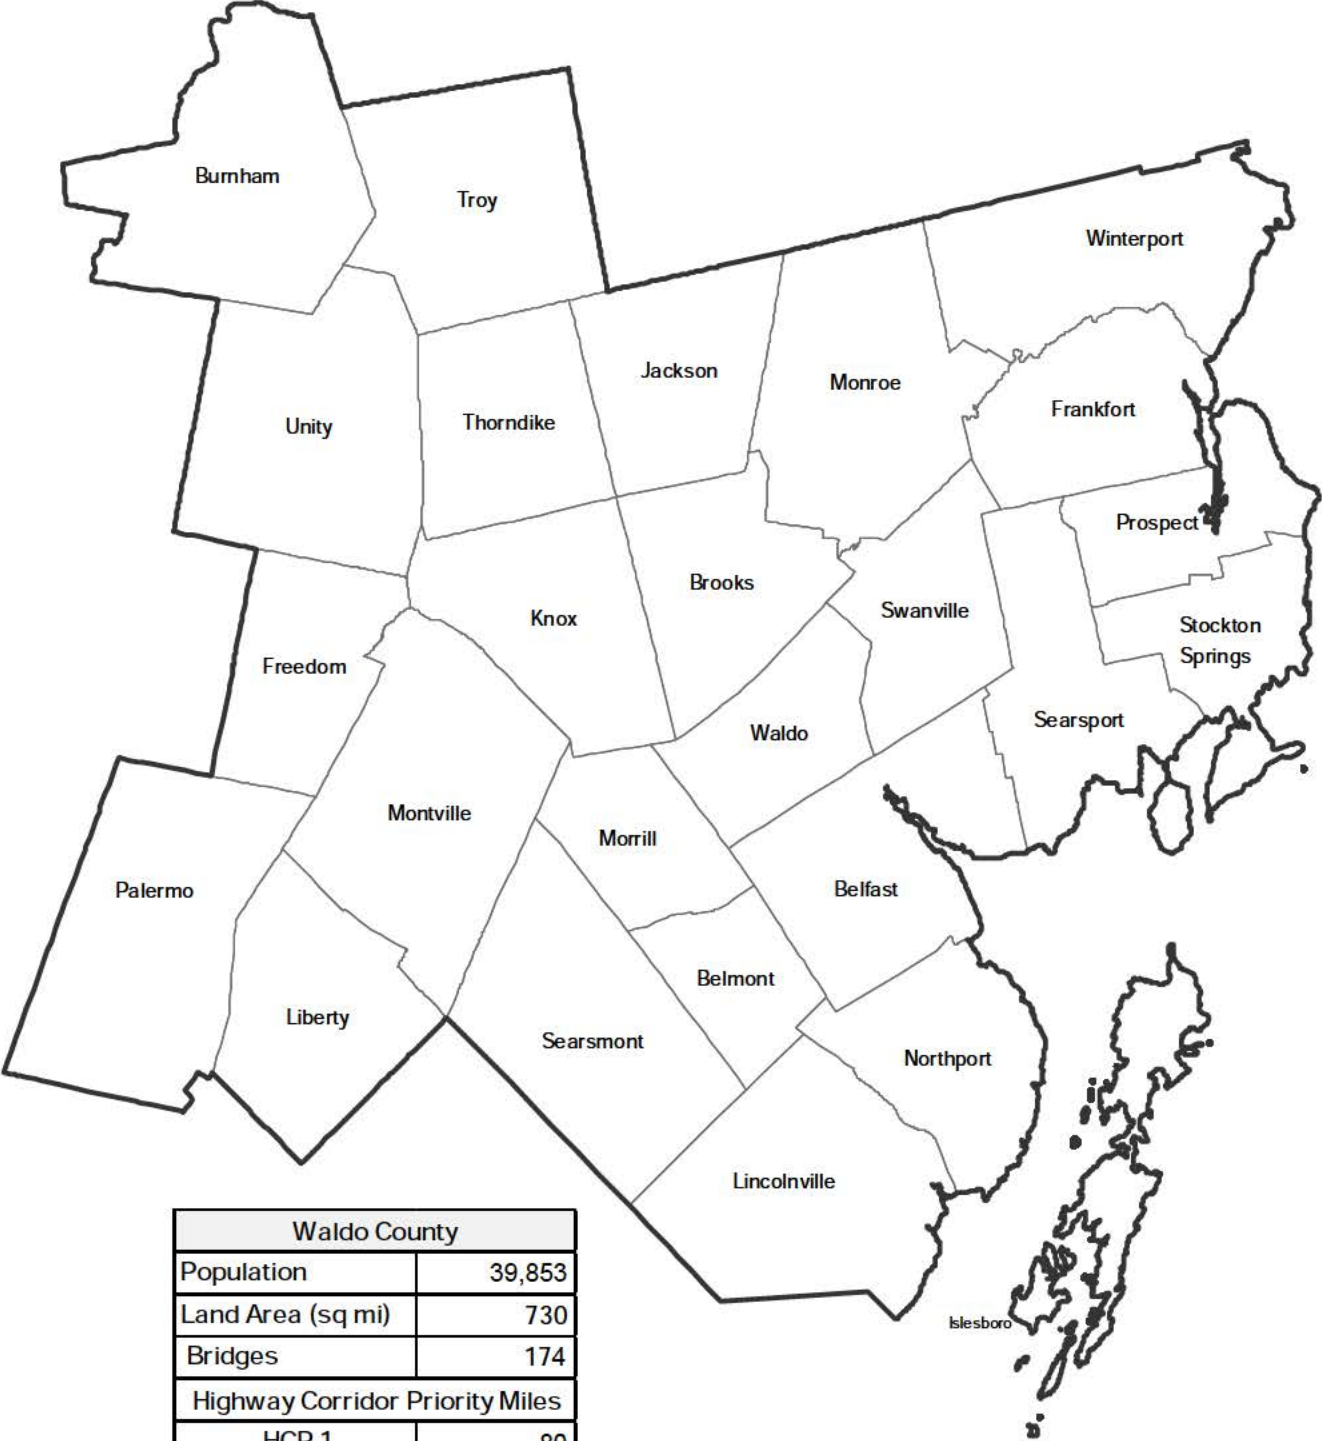 Burnham
Troy
Winterport
Jackson
Monroe
Frankfort
Unity
Thorndike
Prospect
Brooks
Knox
Swanville
Stockton
Springs
Freedom
Searsport
Waldo
Montville
Morrill
Palermo
Belfast
Belmont
Liberty
Searsmont
Northport
Lincolnville
Islesboro
Waldo County
Population 39,853
Land Area (sq mi) 730
Bridges 174
Highway Corridor Priority Miles